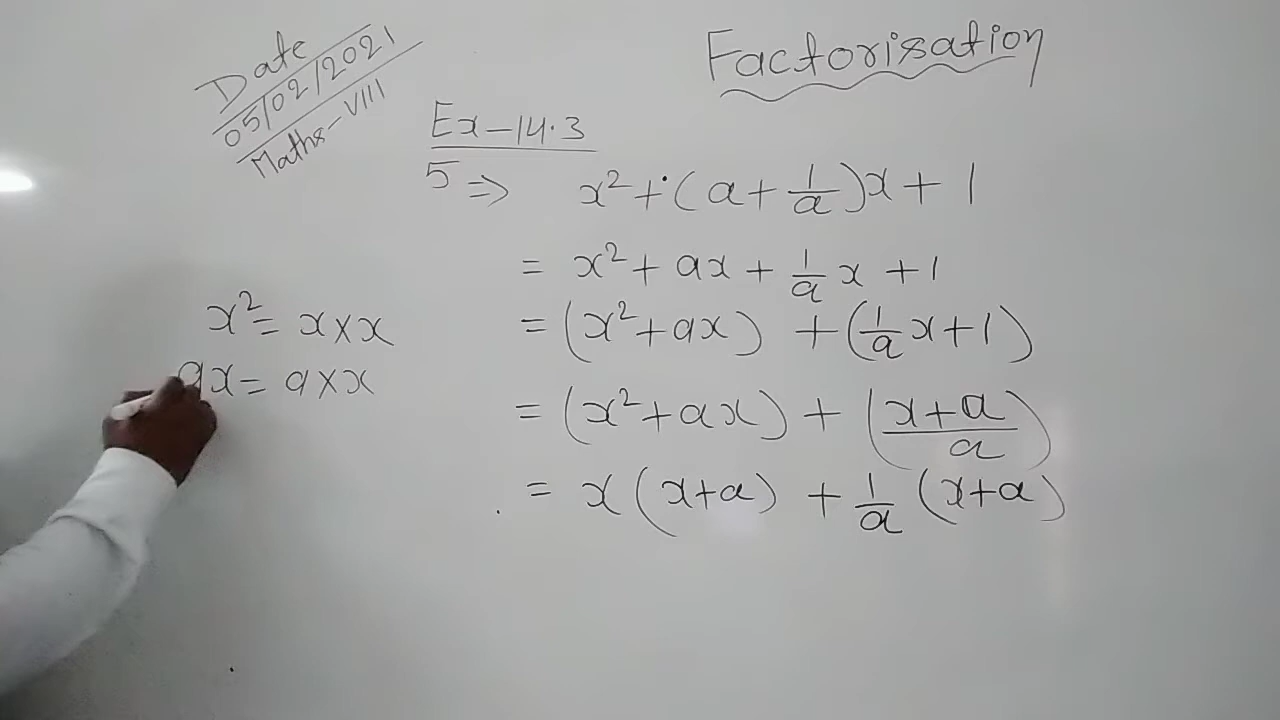 Date
05/02/2021
Maths-VIII
Factorisation
Ex-14.3
5 ⇒ x² + (a + 1/a)x + 1
= x² + ax + 1/a x + 1
= (x² + ax) + (1/a x + 1)
= (x² + ax) + ((x+a)/a)
= x(x+a) + 1/a (x+a)
x² = x × x
ax = a × x